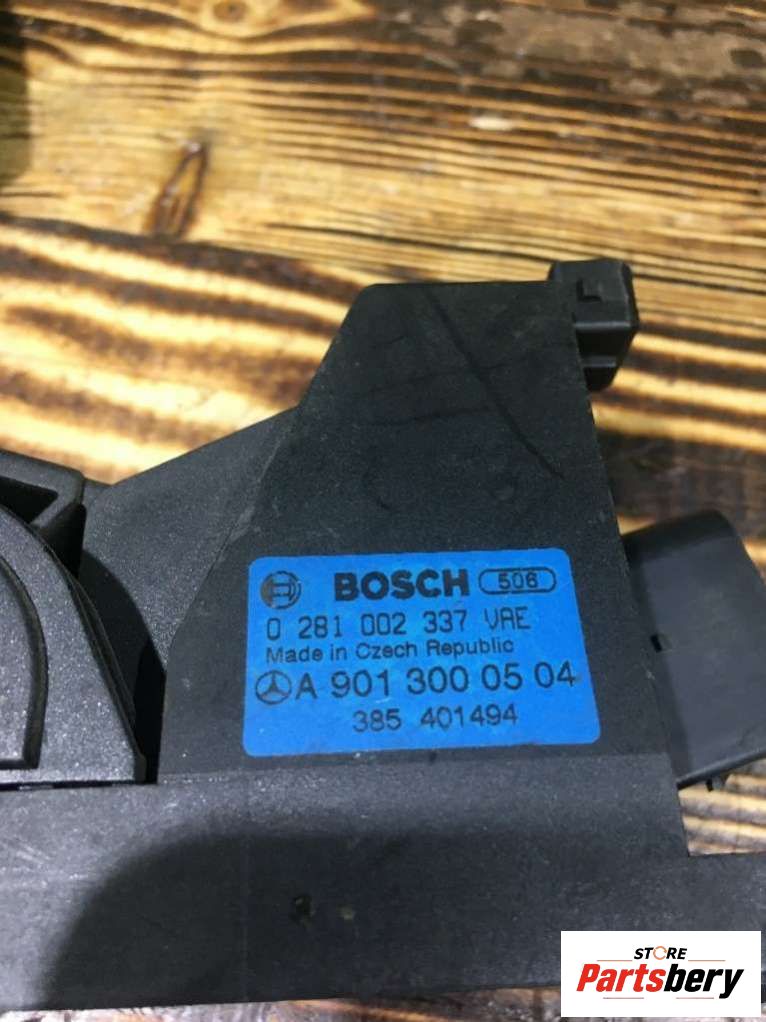 BOSCH 506
0 281 002 337 VAE
Made in Czech Republic
A 901 300 05 04
385 401494
STORE
Partsbery